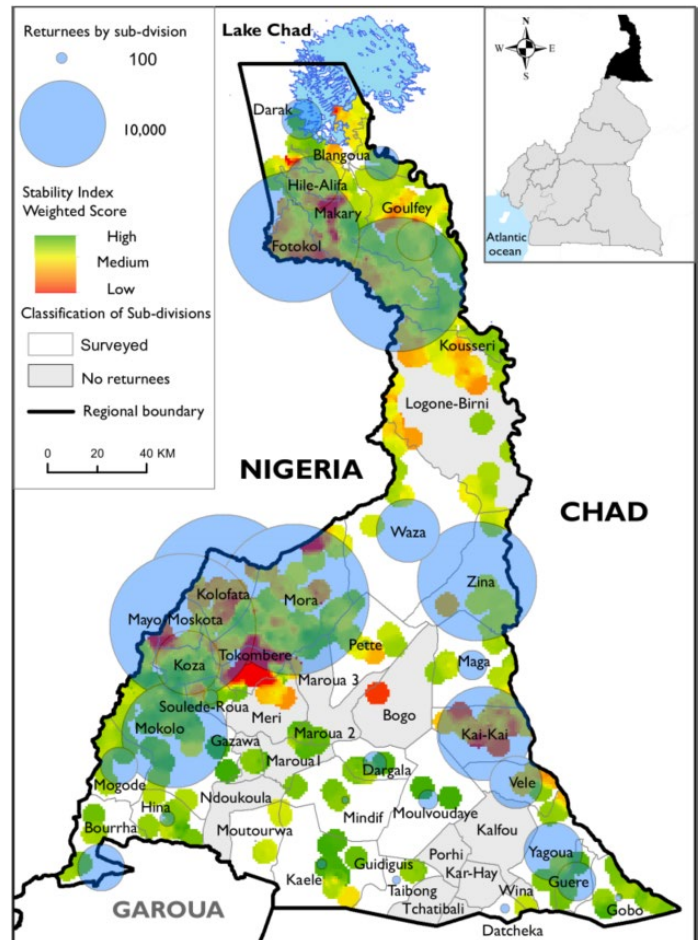 Returnees by sub-division
100
10,000
Stability Index
Weighted Score
High
Medium
Low
Classification of Sub-divisions
Surveyed
No returnees
Regional boundary
0 20 40 KM
Lake Chad
N
W E
S
Atlantic
ocean
Darak
Blangoua
Hile-Alifa
Makary
Goulfey
Fotokol
Kousseri
Logone-Birni
NIGERIA
CHAD
Waza
Zina
Kolofata
Mora
Mayo Moskota
Pette
Koza
Tokombere
Maroua 3
Maga
Soulede-Roua
Meri
Bogo
Mokolo
Maroua 2
Kai-Kai
Gazawa
Maroua1
Dargala
Mogode
Vele
Hina
Ndoukoula
Mindif
Moulvoudaye
Bourrha
Moutourwa
Kalfou
Yagoua
Guidiguis
Porhi
Kaele
Kar-Hay
Guere
Taibong
Wina
Gobo
GAROUA
Tchatibali
Datcheka